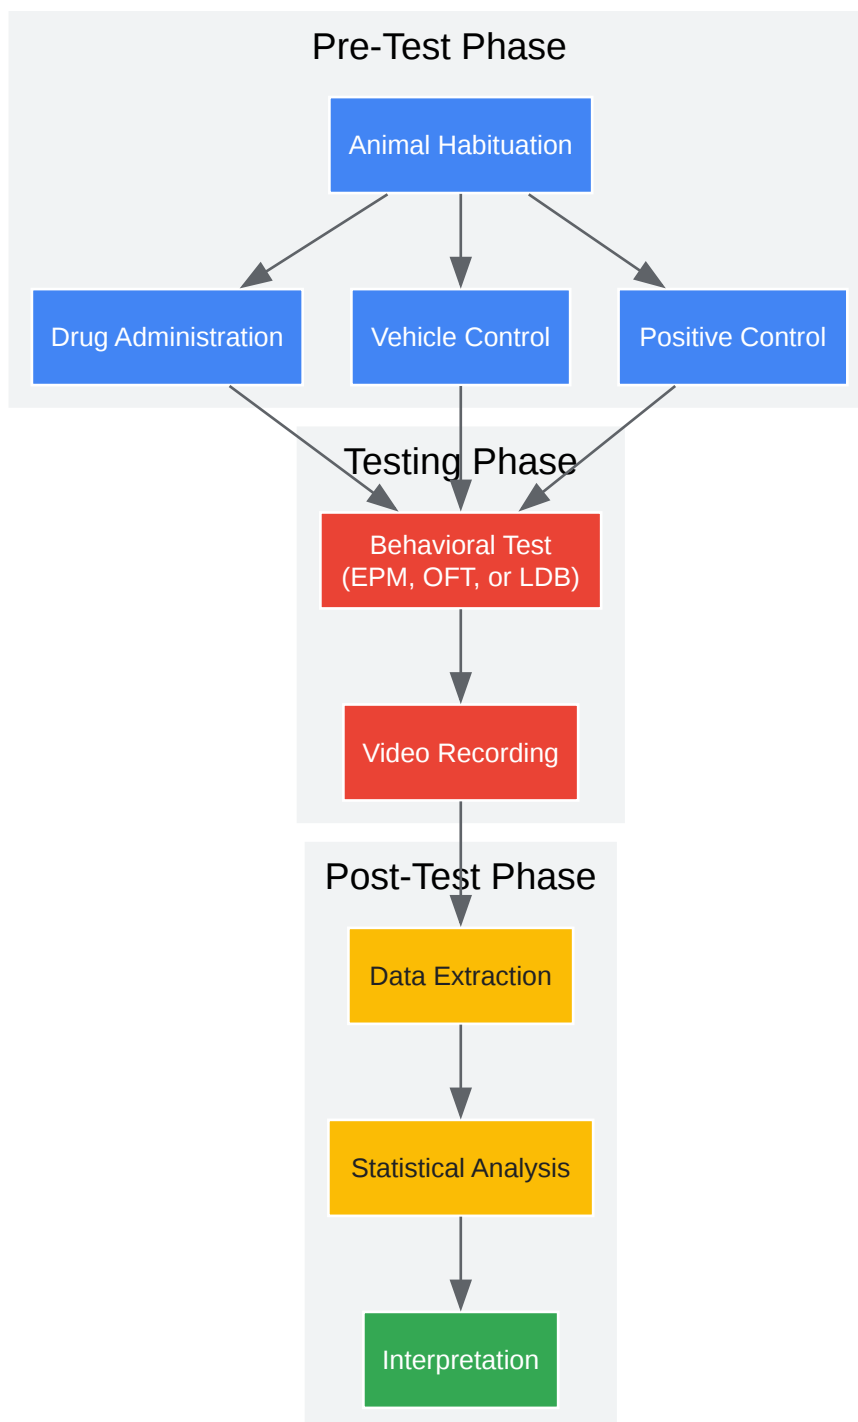 Pre-Test Phase
Animal Habituation
Drug Administration
Vehicle Control
Positive Control
Testing Phase
Behavioral Test
(EPM, OFT, or LDB)
Video Recording
Post-Test Phase
Data Extraction
Statistical Analysis
Interpretation